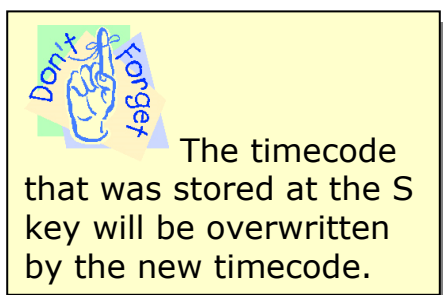 Don't
Forget
The timecode
that was stored at the S
key will be overwritten
by the new timecode.